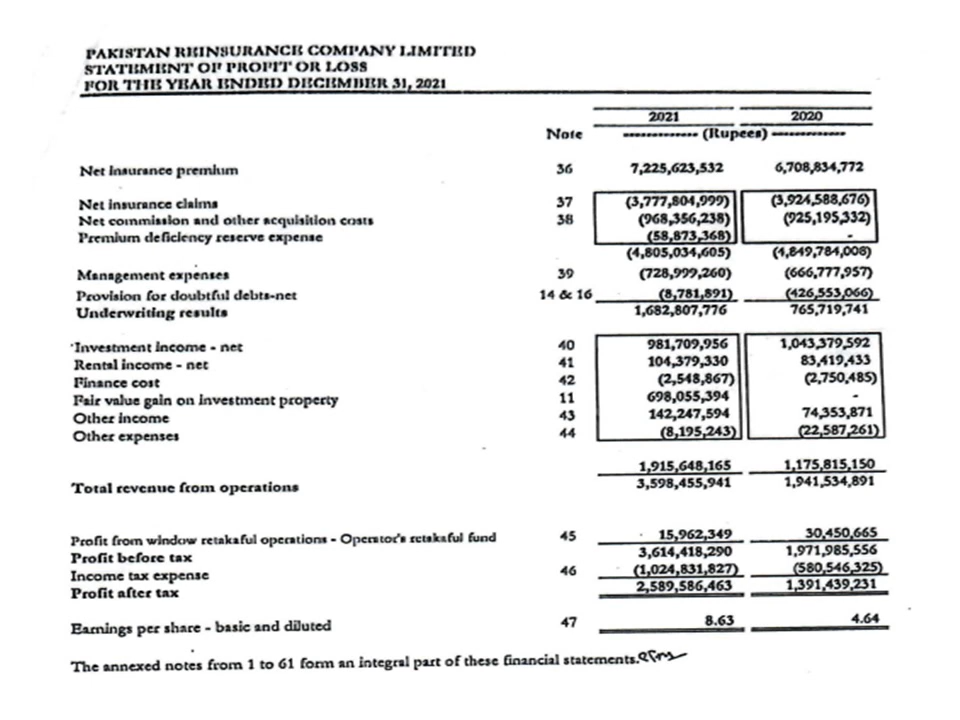 PAKISTAN REINSURANCE COMPANY LIMITED
STATEMENT OF PROFIT OR LOSS
FOR THE YEAR ENDED DECEMBER 31, 2021
2021 2020
Note ------------- (Rupees) -------------
Net insurance premium 36 7,225,623,532 6,708,834,772
Net insurance claims 37 (3,777,804,999) (3,924,588,676)
Net commission and other acquisition costs 38 (968,356,238) (925,195,332)
Premium deficiency reserve expense (58,873,368) -
(4,805,034,605) (4,849,784,008)
Management expenses 39 (728,999,260) (666,777,957)
Provision for doubtful debts-net 14 & 16 (8,781,891) (426,553,066)
Underwriting results 1,682,807,776 765,719,741
Investment income - net 40 981,709,956 1,043,379,592
Rental income - net 41 104,379,330 83,419,433
Finance cost 42 (2,548,867) (2,750,485)
Fair value gain on investment property 11 698,055,394 -
Other income 43 142,247,594 74,353,871
Other expenses 44 (8,195,243) (22,587,261)
1,915,648,165 1,175,815,150
Total revenue from operations 3,598,455,941 1,941,534,891
Profit from window retakaful operations - Operator's retakaful fund 45 15,962,349 30,450,665
Profit before tax 3,614,418,290 1,971,985,556
Income tax expense 46 (1,024,831,827) (580,546,325)
Profit after tax 2,589,586,463 1,391,439,231
Earnings per share - basic and diluted 47 8.63 4.64
The annexed notes from 1 to 61 form an integral part of these financial statements.